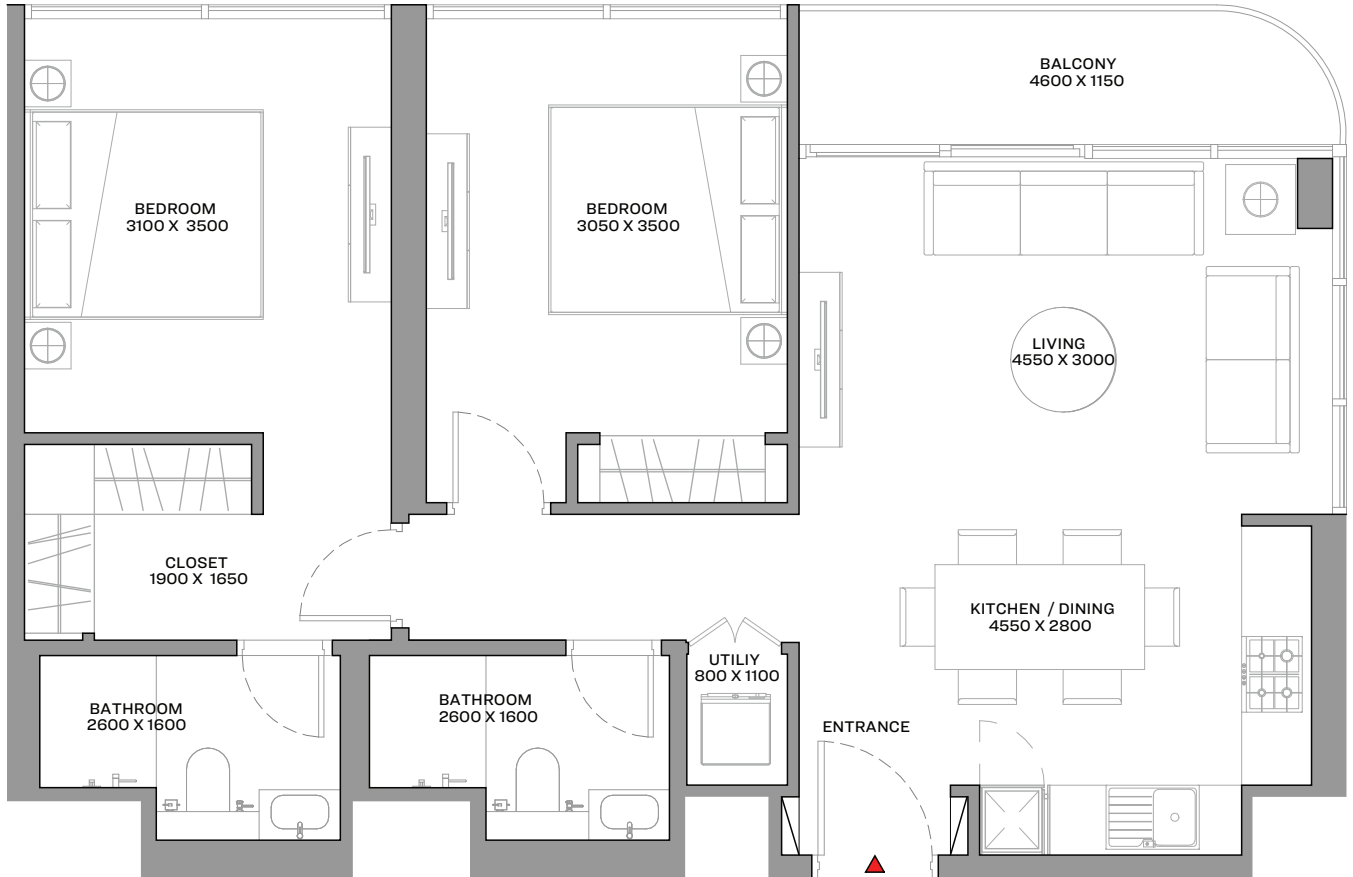 BALCONY
4600 X 1150
BEDROOM
3100 X 3500
BEDROOM
3050 X 3500
LIVING
4550 X 3000
CLOSET
1900 X 1650
KITCHEN / DINING
4550 X 2800
UTILIY
800 X 1100
BATHROOM
2600 X 1600
BATHROOM
2600 X 1600
ENTRANCE